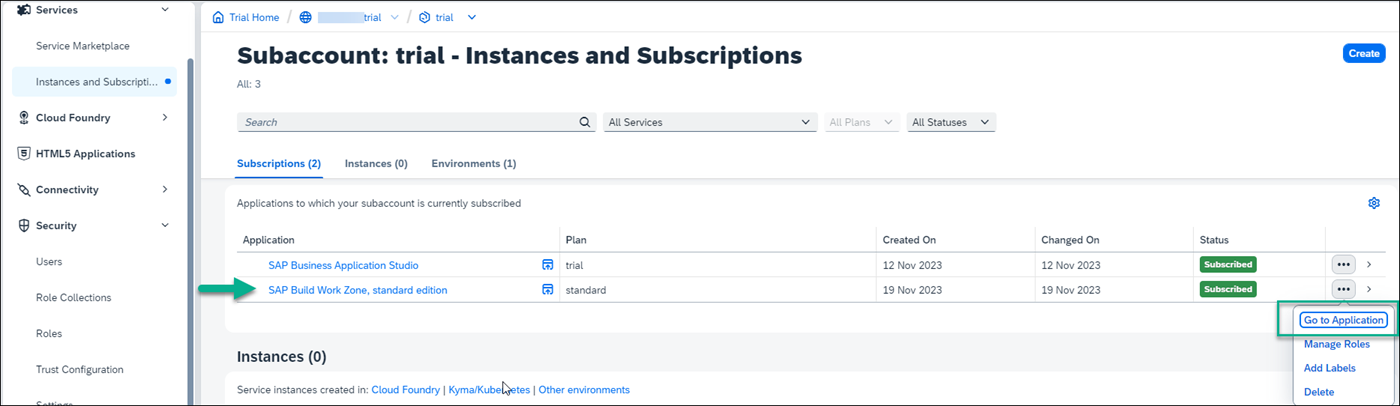 Services
Service Marketplace
Instances and Subscripti...
Cloud Foundry
HTML5 Applications
Connectivity
Security
Users
Role Collections
Roles
Trust Configuration
Settings
Trial Home / trial / trial
Subaccount: trial - Instances and Subscriptions
Create
All: 3
Search All Services All Plans All Statuses
Subscriptions (2) Instances (0) Environments (1)
Applications to which your subaccount is currently subscribed
Application Plan Created On Changed On Status
SAP Business Application Studio trial 12 Nov 2023 12 Nov 2023 Subscribed
SAP Build Work Zone, standard edition standard 19 Nov 2023 19 Nov 2023 Subscribed
Go to Application
Manage Roles
Add Labels
Delete
Instances (0)
Service instances created in: Cloud Foundry | Kyma/Kubernetes | Other environments